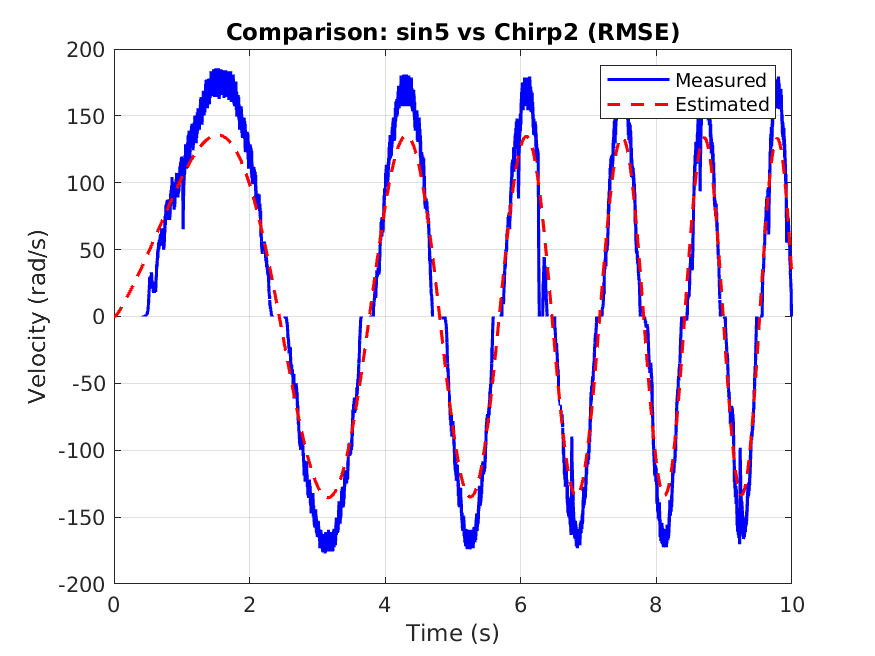 Comparison: sin5 vs Chirp2 (RMSE)
Measured
Estimated
Velocity (rad/s)
200
150
100
50
0
-50
-100
-150
-200
0 2 4 6 8 10
Time (s)